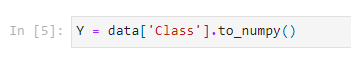 In [5]: Y = data['Class'].to_numpy()